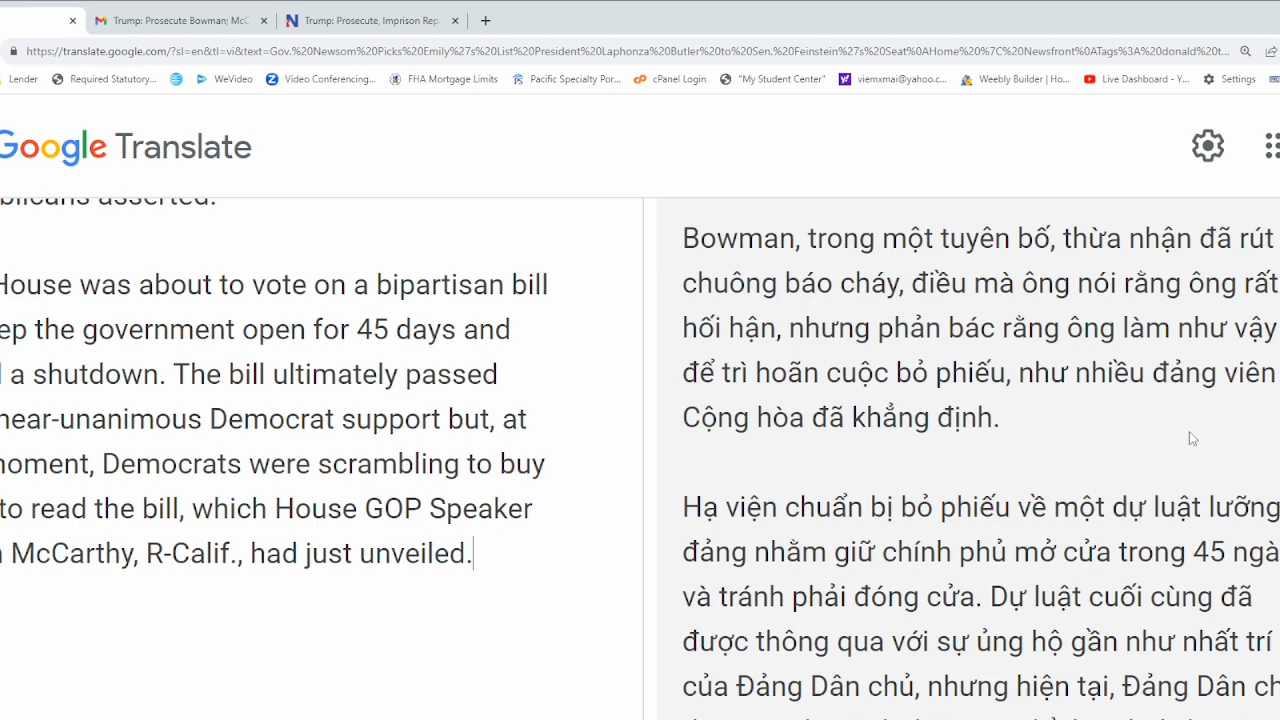 Trump: Prosecute Bowman; McC
Trump: Prosecute, Imprison Rep.
https://translate.google.com/?sl=en&tl=vi&text=Gov.%20Newsom%20Picks%20Emily%27s%20List%20President%20Laphonza%20Butler%20to%20Sen.%20Feinstein%27s%20Seat%0AHome%20%7C%20Newsfront%0ATags%3A%20donald%20t...
Lender
Required Statutory...
WeVideo
Video Conferencing...
FHA Mortgage Limits
Pacific Specialty Por...
cPanel Login
"My Student Center"
viemxmai@yahoo.c...
Weebly Builder | Ho...
Live Dashboard - Y...
Settings
Google Translate
blicans asserted.
House was about to vote on a bipartisan bill
ep the government open for 45 days and
a shutdown. The bill ultimately passed
near-unanimous Democrat support but, at
moment, Democrats were scrambling to buy
to read the bill, which House GOP Speaker
McCarthy, R-Calif., had just unveiled.
Bowman, trong một tuyên bố, thừa nhận đã rút
chuông báo cháy, điều mà ông nói rằng ông rất
hối hận, nhưng phản bác rằng ông làm như vậy
để trì hoãn cuộc bỏ phiếu, như nhiều đảng viên
Cộng hòa đã khẳng định.
Hạ viện chuẩn bị bỏ phiếu về một dự luật lưỡng
đảng nhằm giữ chính phủ mở cửa trong 45 ngà
và tránh phải đóng cửa. Dự luật cuối cùng đã
được thông qua với sự ủng hộ gần như nhất trí
của Đảng Dân chủ, nhưng hiện tại, Đảng Dân ch